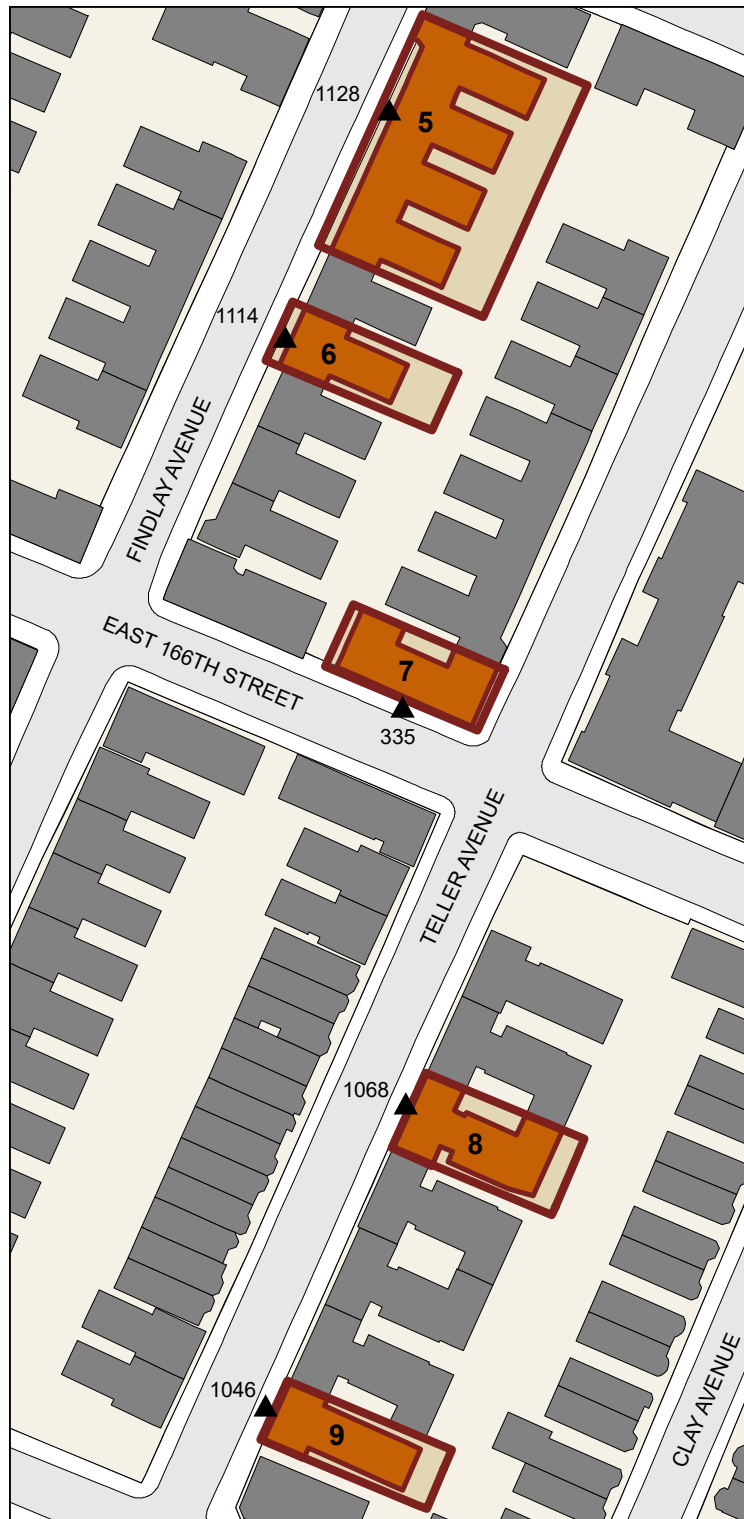 1128
5
1114
6
FINDLAY AVENUE
EAST 166TH STREET
7
335
TELLER AVENUE
1068
8
1046
9
CLAY AVENUE